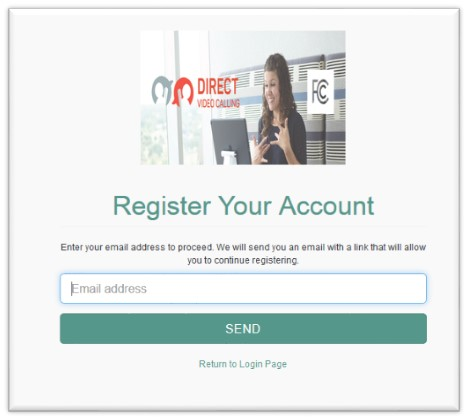 DIRECT
VIDEO CALLING
FCC
Register Your Account
Enter your email address to proceed. We will send you an email with a link that will allow
you to continue registering.
Email address
SEND
Return to Login Page